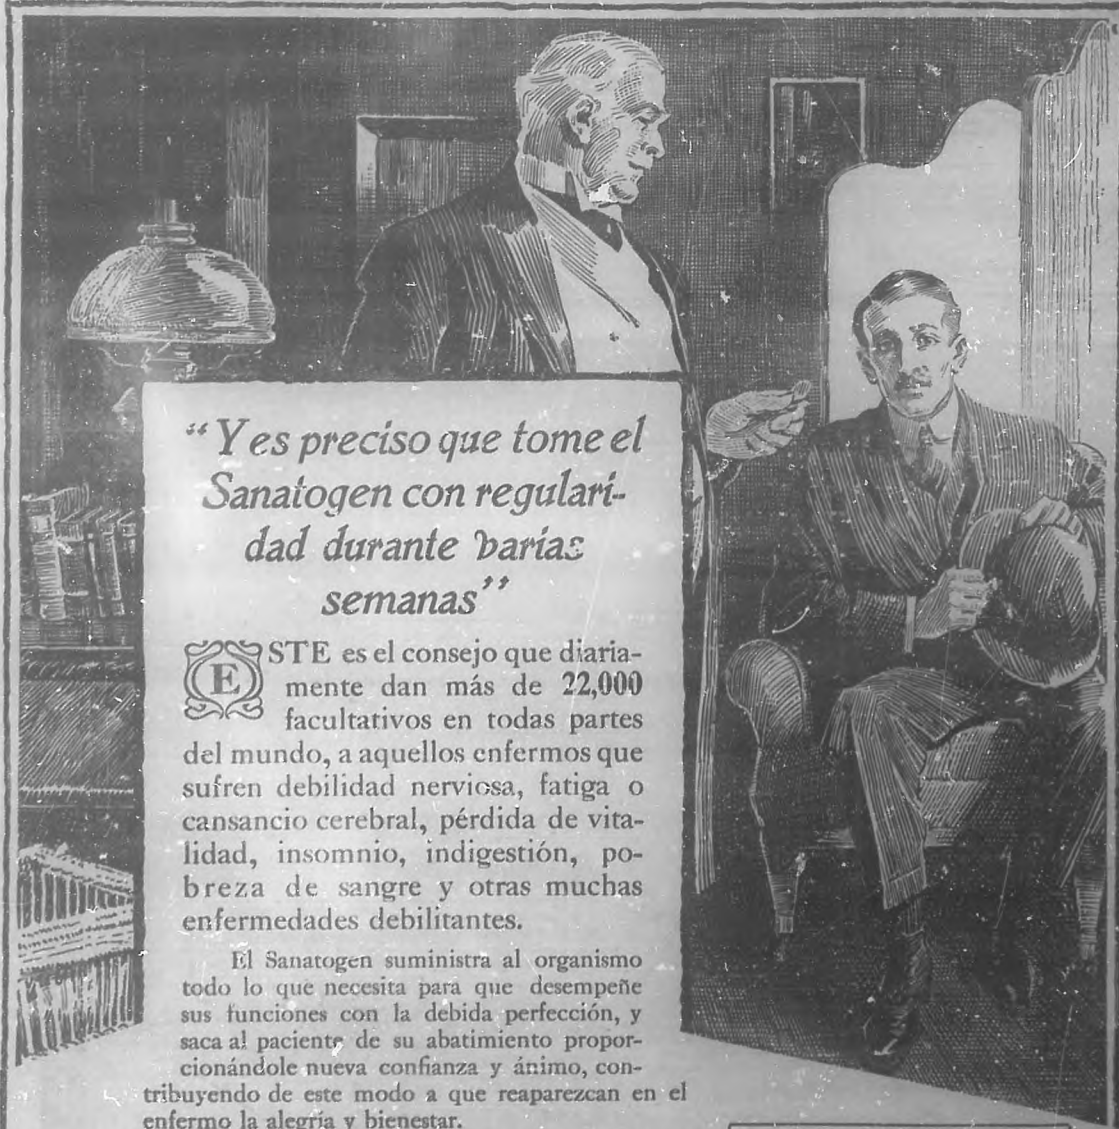 “Y es preciso que tome el
Sanatogen con regulari-
dad durante varias
semanas”
ESTE es el consejo que diaria-
mente dan más de 22,000
facultativos en todas partes
del mundo, a aquellos enfermos que
sufren debilidad nerviosa, fatiga o
cansancio cerebral, pérdida de vita-
lidad, insomnio, indigestión, po-
breza de sangre y otras muchas
enfermedades debilitantes.
El Sanatogen suministra al organismo
todo lo que necesita para que desempeñe
sus funciones con la debida perfección, y
saca al paciente de su abatimiento propor-
cionándole nueva confianza y ánimo, con-
tribuyendo de este modo a que reaparezcan en el
enfermo la alegría y bienestar.